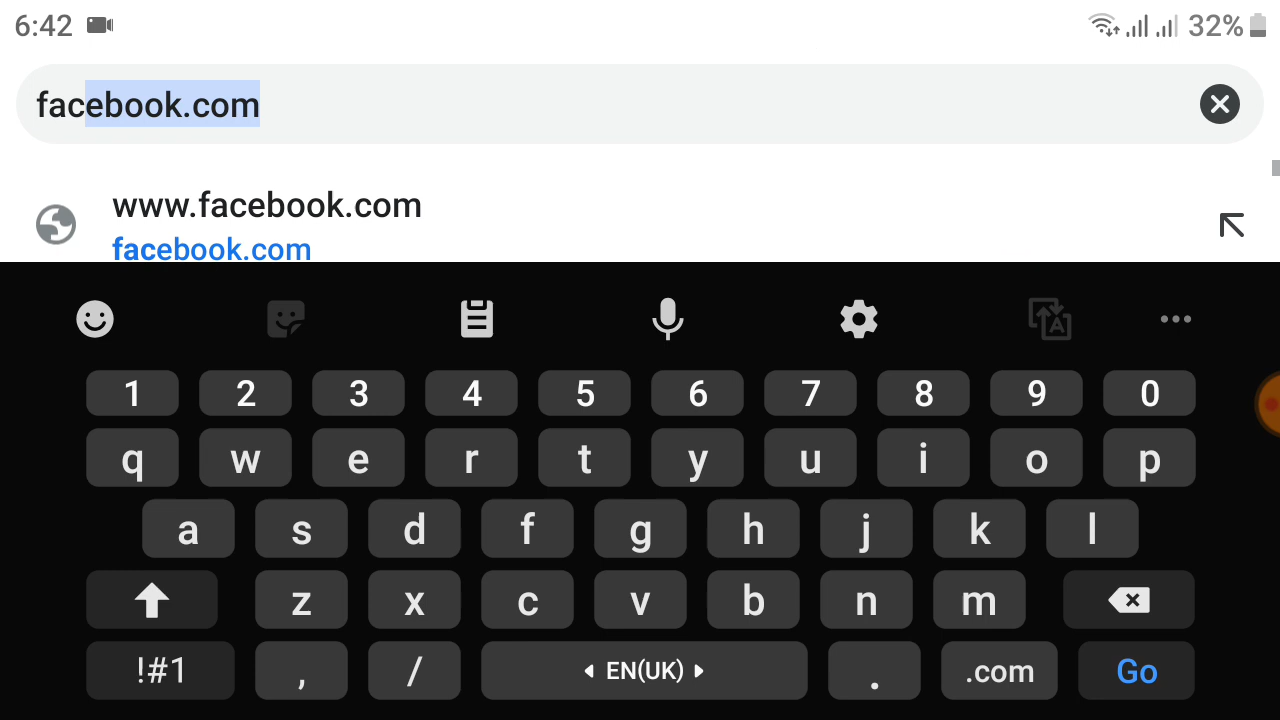 6:42 32%
facebook.com
www.facebook.com
facebook.com
1 2 3 4 5 6 7 8 9 0
q w e r t y u i o p
a s d f g h j k l
z x c v b n m
!#1 , / EN(UK) . .com Go